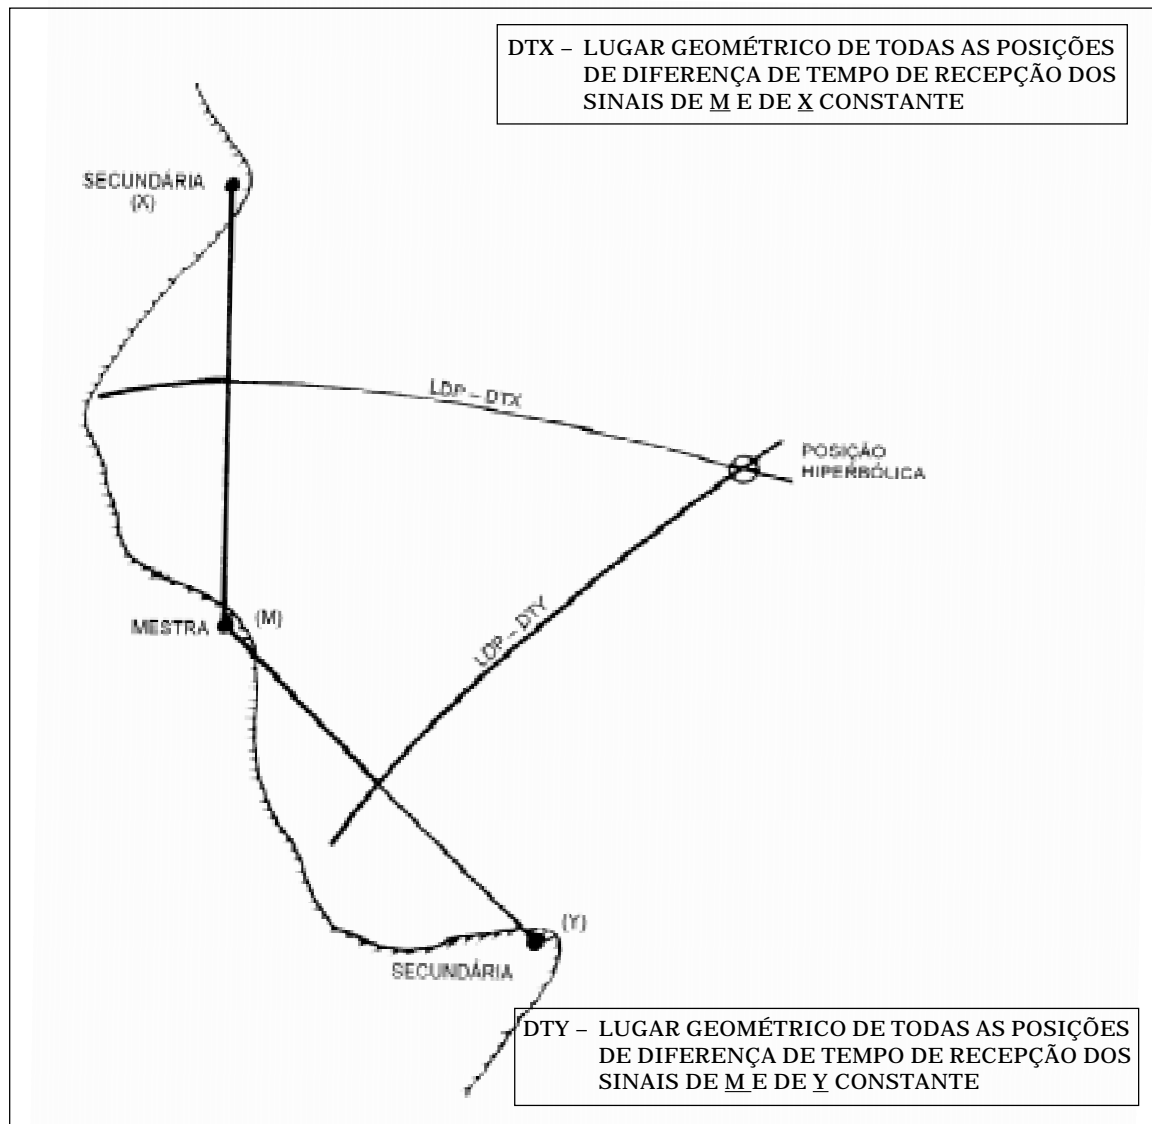 DTX – LUGAR GEOMÉTRICO DE TODAS AS POSIÇÕES
DE DIFERENÇA DE TEMPO DE RECEPÇÃO DOS
SINAIS DE M E DE X CONSTANTE
SECUNDÁRIA
(X)
LDP – DTX
POSIÇÃO
HIPERBÓLICA
LDP – DTY
(M)
MESTRA
(Y)
SECUNDÁRIA
DTY – LUGAR GEOMÉTRICO DE TODAS AS POSIÇÕES
DE DIFERENÇA DE TEMPO DE RECEPÇÃO DOS
SINAIS DE M E DE Y CONSTANTE